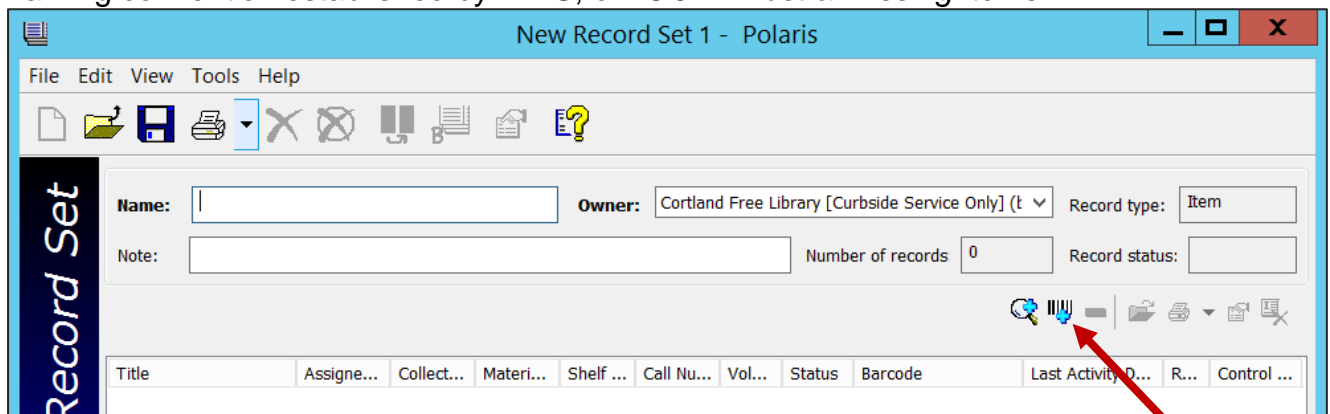 New Record Set 1 - Polaris
File Edit View Tools Help
Record Set
Name:
Owner: Cortland Free Library [Curbside Service Only] (b
Record type: Item
Note:
Number of records: 0
Record status:
Title Assigne... Collect... Materi... Shelf ... Call Nu... Vol... Status Barcode Last Activity D... R... Control ...